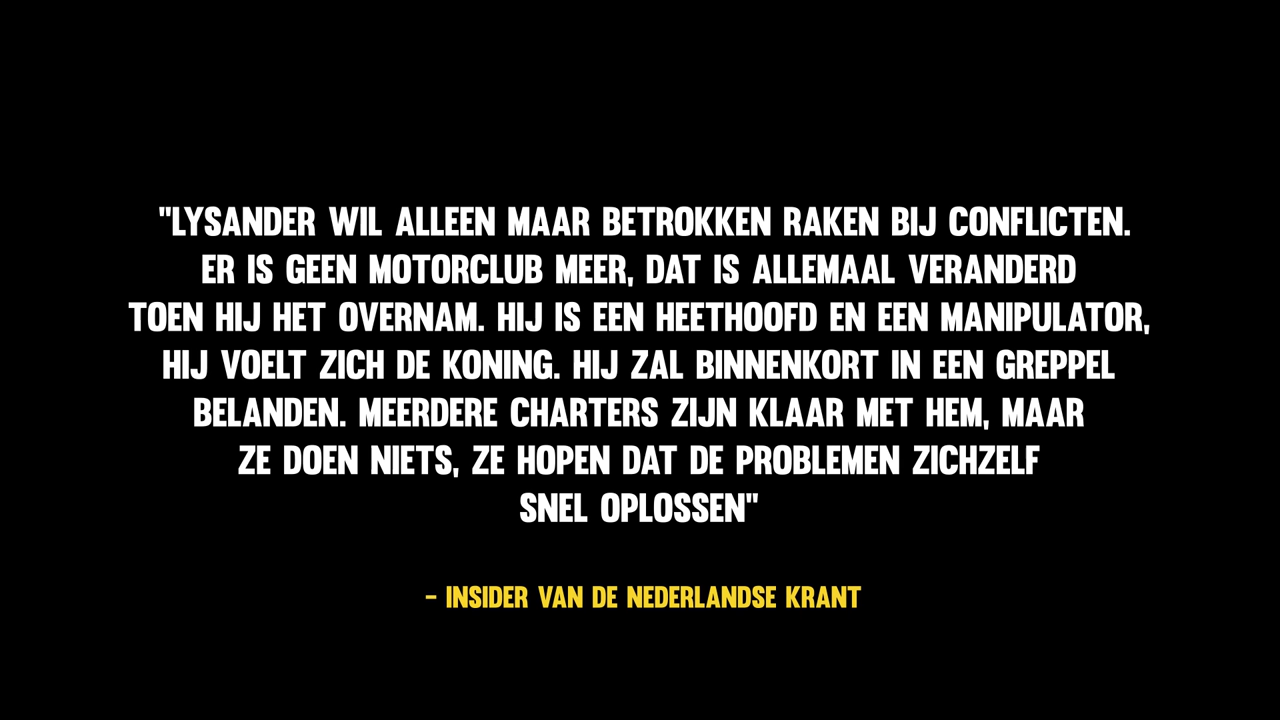 "LYSANDER WIL ALLEEN MAAR BETROKKEN RAKEN BIJ CONFLICTEN.
ER IS GEEN MOTORCLUB MEER, DAT IS ALLEMAAL VERANDERD
TOEN HIJ HET OVERNAM. HIJ IS EEN HEETHOOFD EN EEN MANIPULATOR,
HIJ VOELT ZICH DE KONING. HIJ ZAL BINNENKORT IN EEN GREPPEL
BELANDEN. MEERDERE CHARTERS ZIJN KLAAR MET HEM, MAAR
ZE DOEN NIETS, ZE HOPEN DAT DE PROBLEMEN ZICHZELF
SNEL OPLOSSEN"
- INSIDER VAN DE NEDERLANDSE KRANT